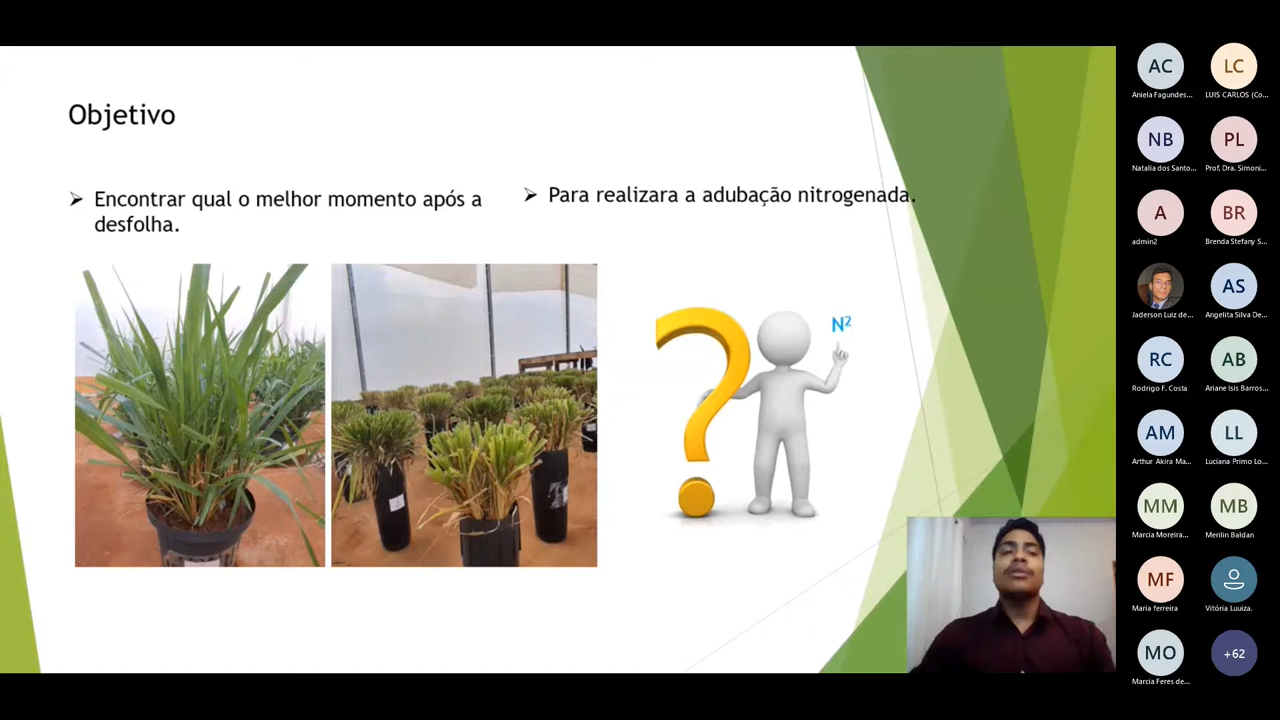 Objetivo
Encontrar qual o melhor momento após a
desfolha.
Para realizara a adubação nitrogenada.
N²
AC
Aniela Fagundes...
LC
LUIS CARLOS (Co...
NB
Natalia dos Santo...
PL
Prof. Dra. Simoni...
A
admin2
BR
Brenda Stefany S...
Jaderson Luiz de...
AS
Angelita Silva De...
RC
Rodrigo F. Costa
AB
Ariane Isis Barros...
AM
Arthur Akira Ma...
LL
Luciana Primo Lo...
MM
Marcia Moreira...
MB
Merilin Baldan
MF
Maria ferreira
Vitória Luuiza.
MO
Marcia Feres de...
+62